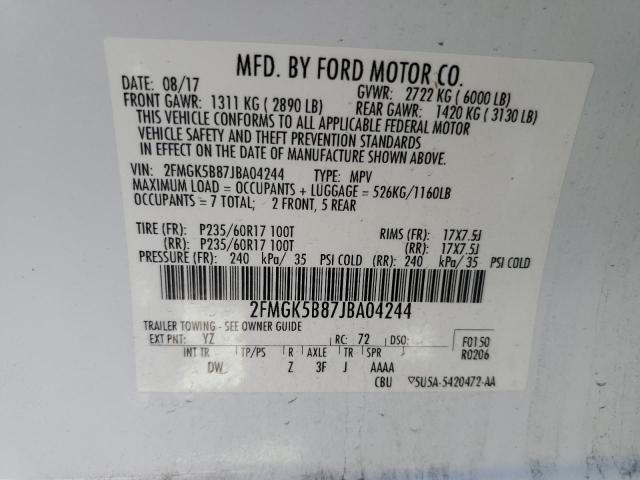 MFD. BY FORD MOTOR CO.
DATE: 08/17 GVWR: 2722 KG ( 6000 LB)
FRONT GAWR: 1311 KG ( 2890 LB) REAR GAWR: 1420 KG ( 3130 LB)
THIS VEHICLE CONFORMS TO ALL APPLICABLE FEDERAL MOTOR
VEHICLE SAFETY AND THEFT PREVENTION STANDARDS
IN EFFECT ON THE DATE OF MANUFACTURE SHOWN ABOVE.
VIN: 2FMGK5B87JBA04244 TYPE: MPV
MAXIMUM LOAD = OCCUPANTS + LUGGAGE = 526KG/1160LB
OCCUPANTS = 7 TOTAL; 2 FRONT, 5 REAR
TIRE (FR): P235/60R17 100T RIMS (FR): 17X7.5J
(RR): P235/60R17 100T (RR): 17X7.5J
PRESSURE (FR): 240 kPa/ 35 PSI COLD (RR): 240 kPa/ 35 PSI COLD
2FMGK5B87JBA04244
TRAILER TOWING - SEE OWNER GUIDE
EXT PNT: YZ RC: 72 DSO: F0150
INT TR TP/PS R AXLE TR SPR R0206
DW Z 3F J AAAA
CBU ▽5U5A-5420472-AA